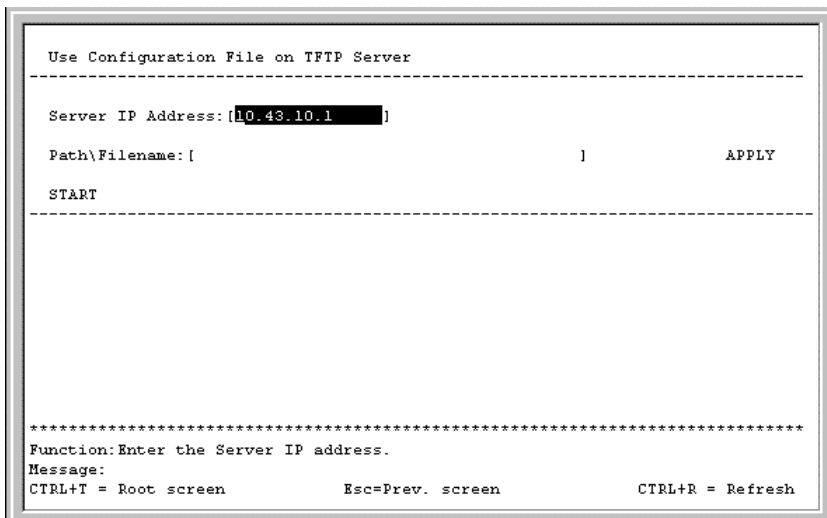 Use Configuration File on TFTP Server
Server IP Address:[10.43.10.1 ]
Path\Filename:[ ] APPLY
START
********************************************************************************
Function:Enter the Server IP address.
Message:
CTRL+T = Root screen Esc=Prev. screen CTRL+R = Refresh